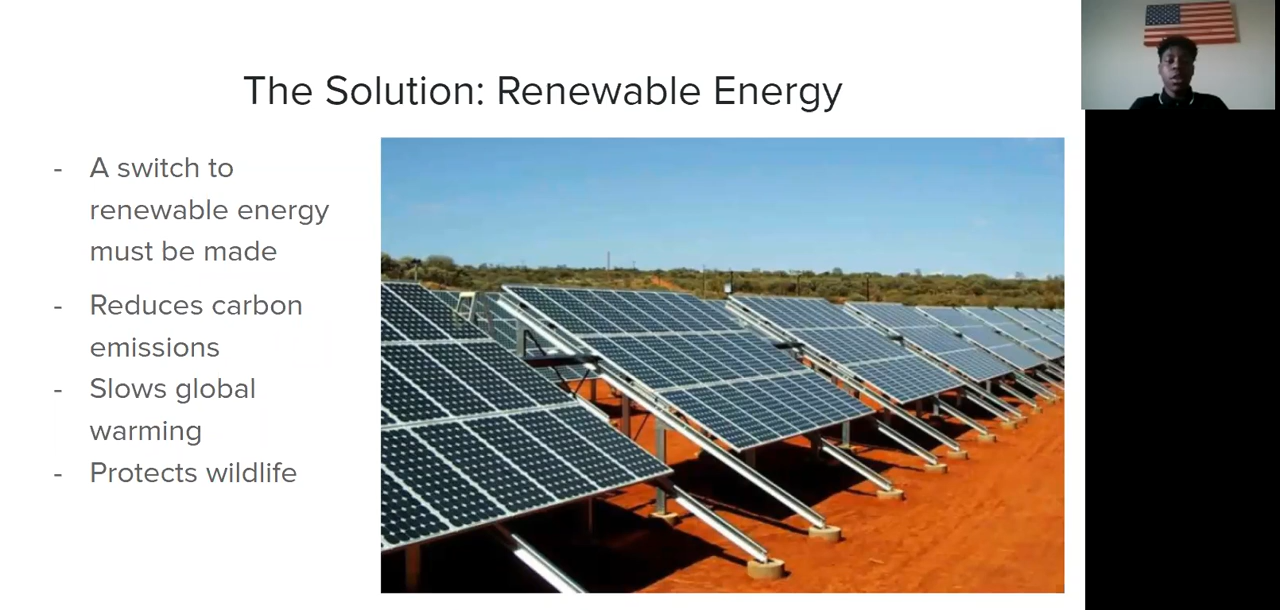 The Solution: Renewable Energy
- A switch to
renewable energy
must be made
- Reduces carbon
emissions
- Slows global
warming
- Protects wildlife